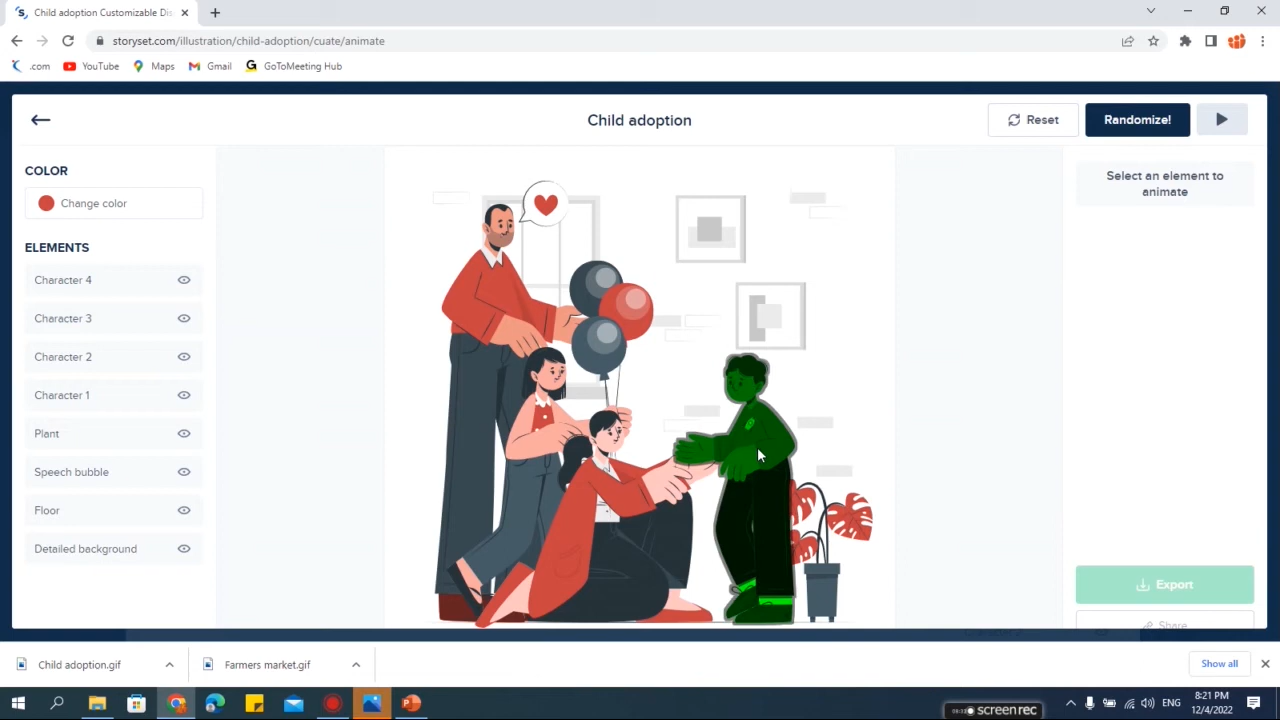 Child adoption Customizable Dis
storyset.com/illustration/child-adoption/cuate/animate
.com
YouTube
Maps
Gmail
GoToMeeting Hub
Child adoption
Reset
Randomize!
COLOR
Change color
ELEMENTS
Character 4
Character 3
Character 2
Character 1
Plant
Speech bubble
Floor
Detailed background
Select an element to
animate
Export
Share
Child adoption.gif
Farmers market.gif
Show all
ENG
8:21 PM
12/4/2022
screenrec